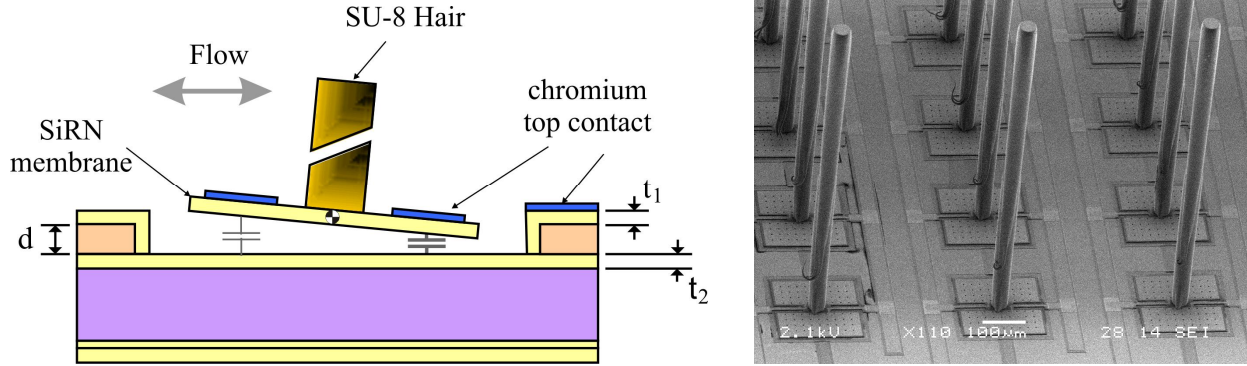 SU-8 Hair
Flow
chromium
top contact
SiRN
membrane
t1
d
t2
2.1kV X110 100μm 28 14 SEI